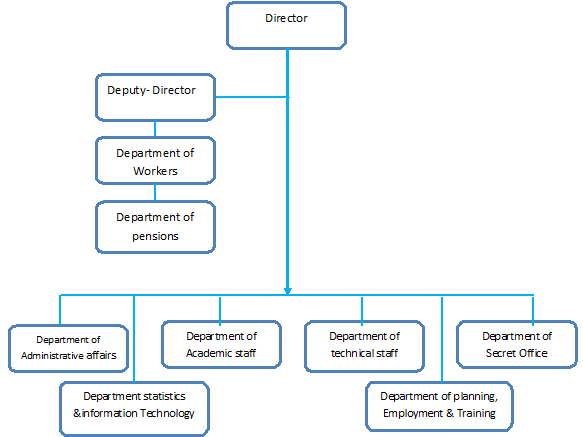 Director
Deputy- Director
Department of
Workers
Department of
pensions
Department of
Administrative affairs
Department of
Academic staff
Department of
technical staff
Department of
Secret Office
Department statistics
&information Technology
Department of planning,
Employment & Training